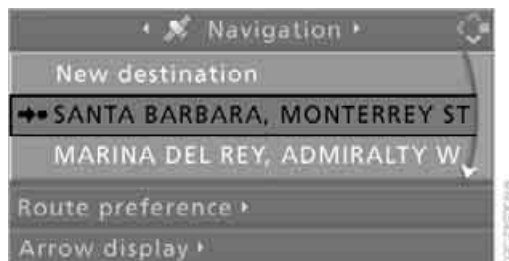 Navigation
New destination
SANTA BARBARA, MONTERREY ST
MARINA DEL REY, ADMIRALTY W
Route preference
Arrow display